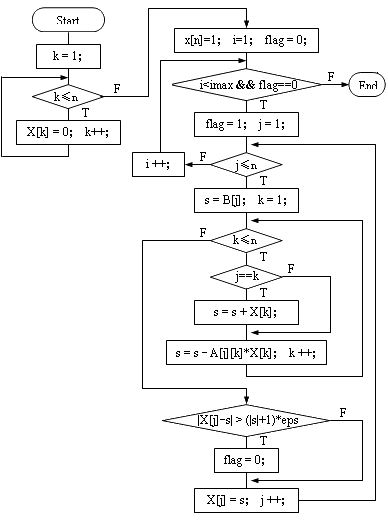 Start
k = 1;
k≤n
F
T
X[k] = 0; k++;
x[n]=1; i=1; flag = 0;
i<imax && flag==0
F
End
T
flag = 1; j = 1;
i ++;
F
j≤n
T
s = B[j]; k = 1;
F
k≤n
T
j==k
F
T
s = s + X[k];
s = s − A[j][k]*X[k]; k ++;
|X[j]−s| > (|s|+1)*eps
F
T
flag = 0;
X[j] = s; j ++;